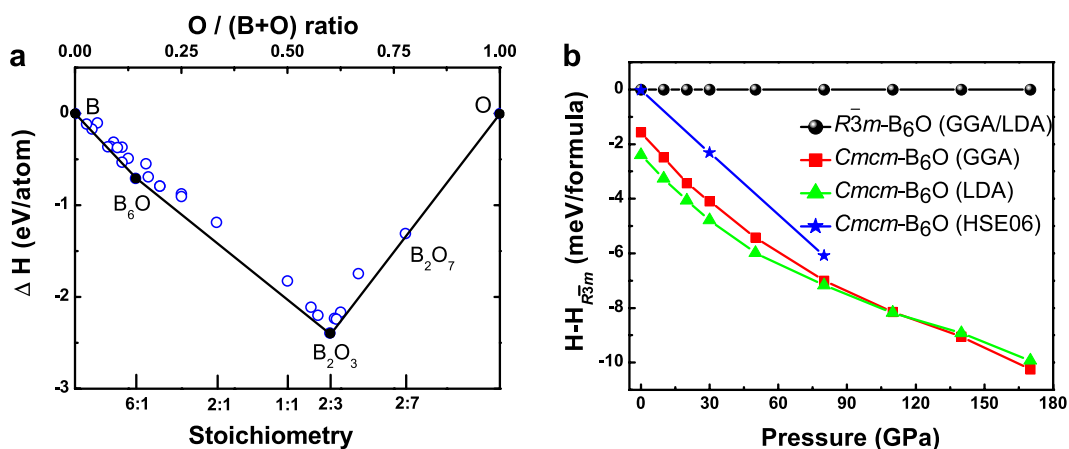 O / (B+O) ratio
0.00 0.25 0.50 0.75 1.00
a
Δ H (eV/atom)
0
-1
-2
-3
B
O
B6O
B2O7
B2O3
6:1 2:1 1:1 2:3 2:7
Stoichiometry
b
H-HR3̄m (meV/formula)
0
-2
-4
-6
-8
-10
R3̄m-B6O (GGA/LDA)
Cmcm-B6O (GGA)
Cmcm-B6O (LDA)
Cmcm-B6O (HSE06)
0 30 60 90 120 150 180
Pressure (GPa)